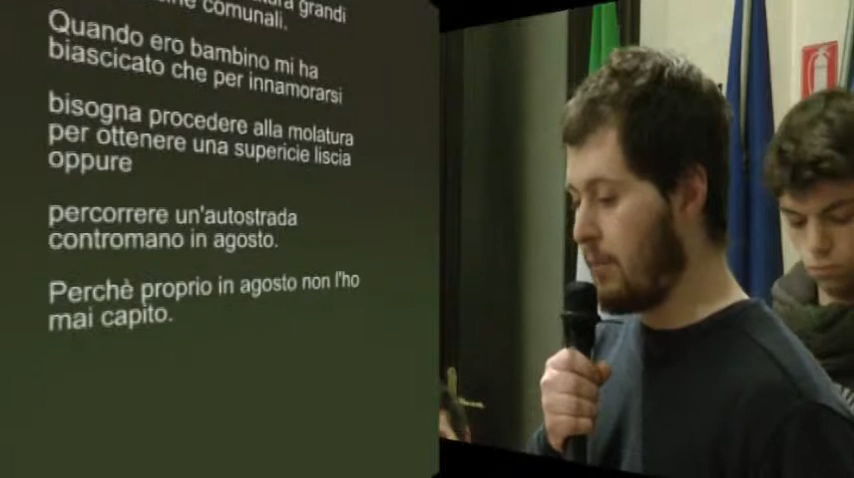 grandi
comunali.
Quando ero bambino mi ha
biascicato che per innamorarsi
bisogna procedere alla molatura
per ottenere una supericie liscia
oppure
percorrere un'autostrada
contromano in agosto.
Perchè proprio in agosto non l'ho
mai capito.